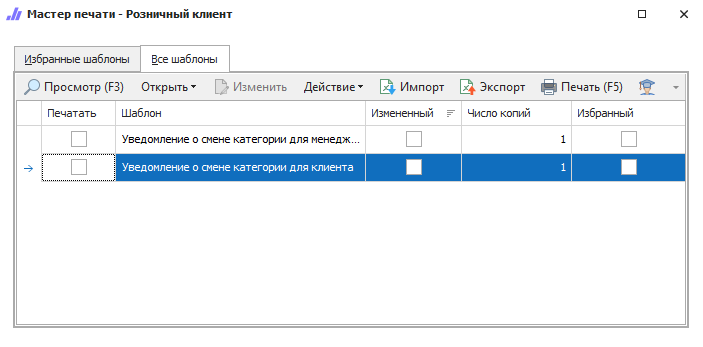 Мастер печати - Розничный клиент
Избранные шаблоны Все шаблоны
Просмотр (F3) Открыть Изменить Действие Импорт Экспорт Печать (F5)
Печатать Шаблон Измененный Число копий Избранный
Уведомление о смене категории для менедж... 1
Уведомление о смене категории для клиента 1